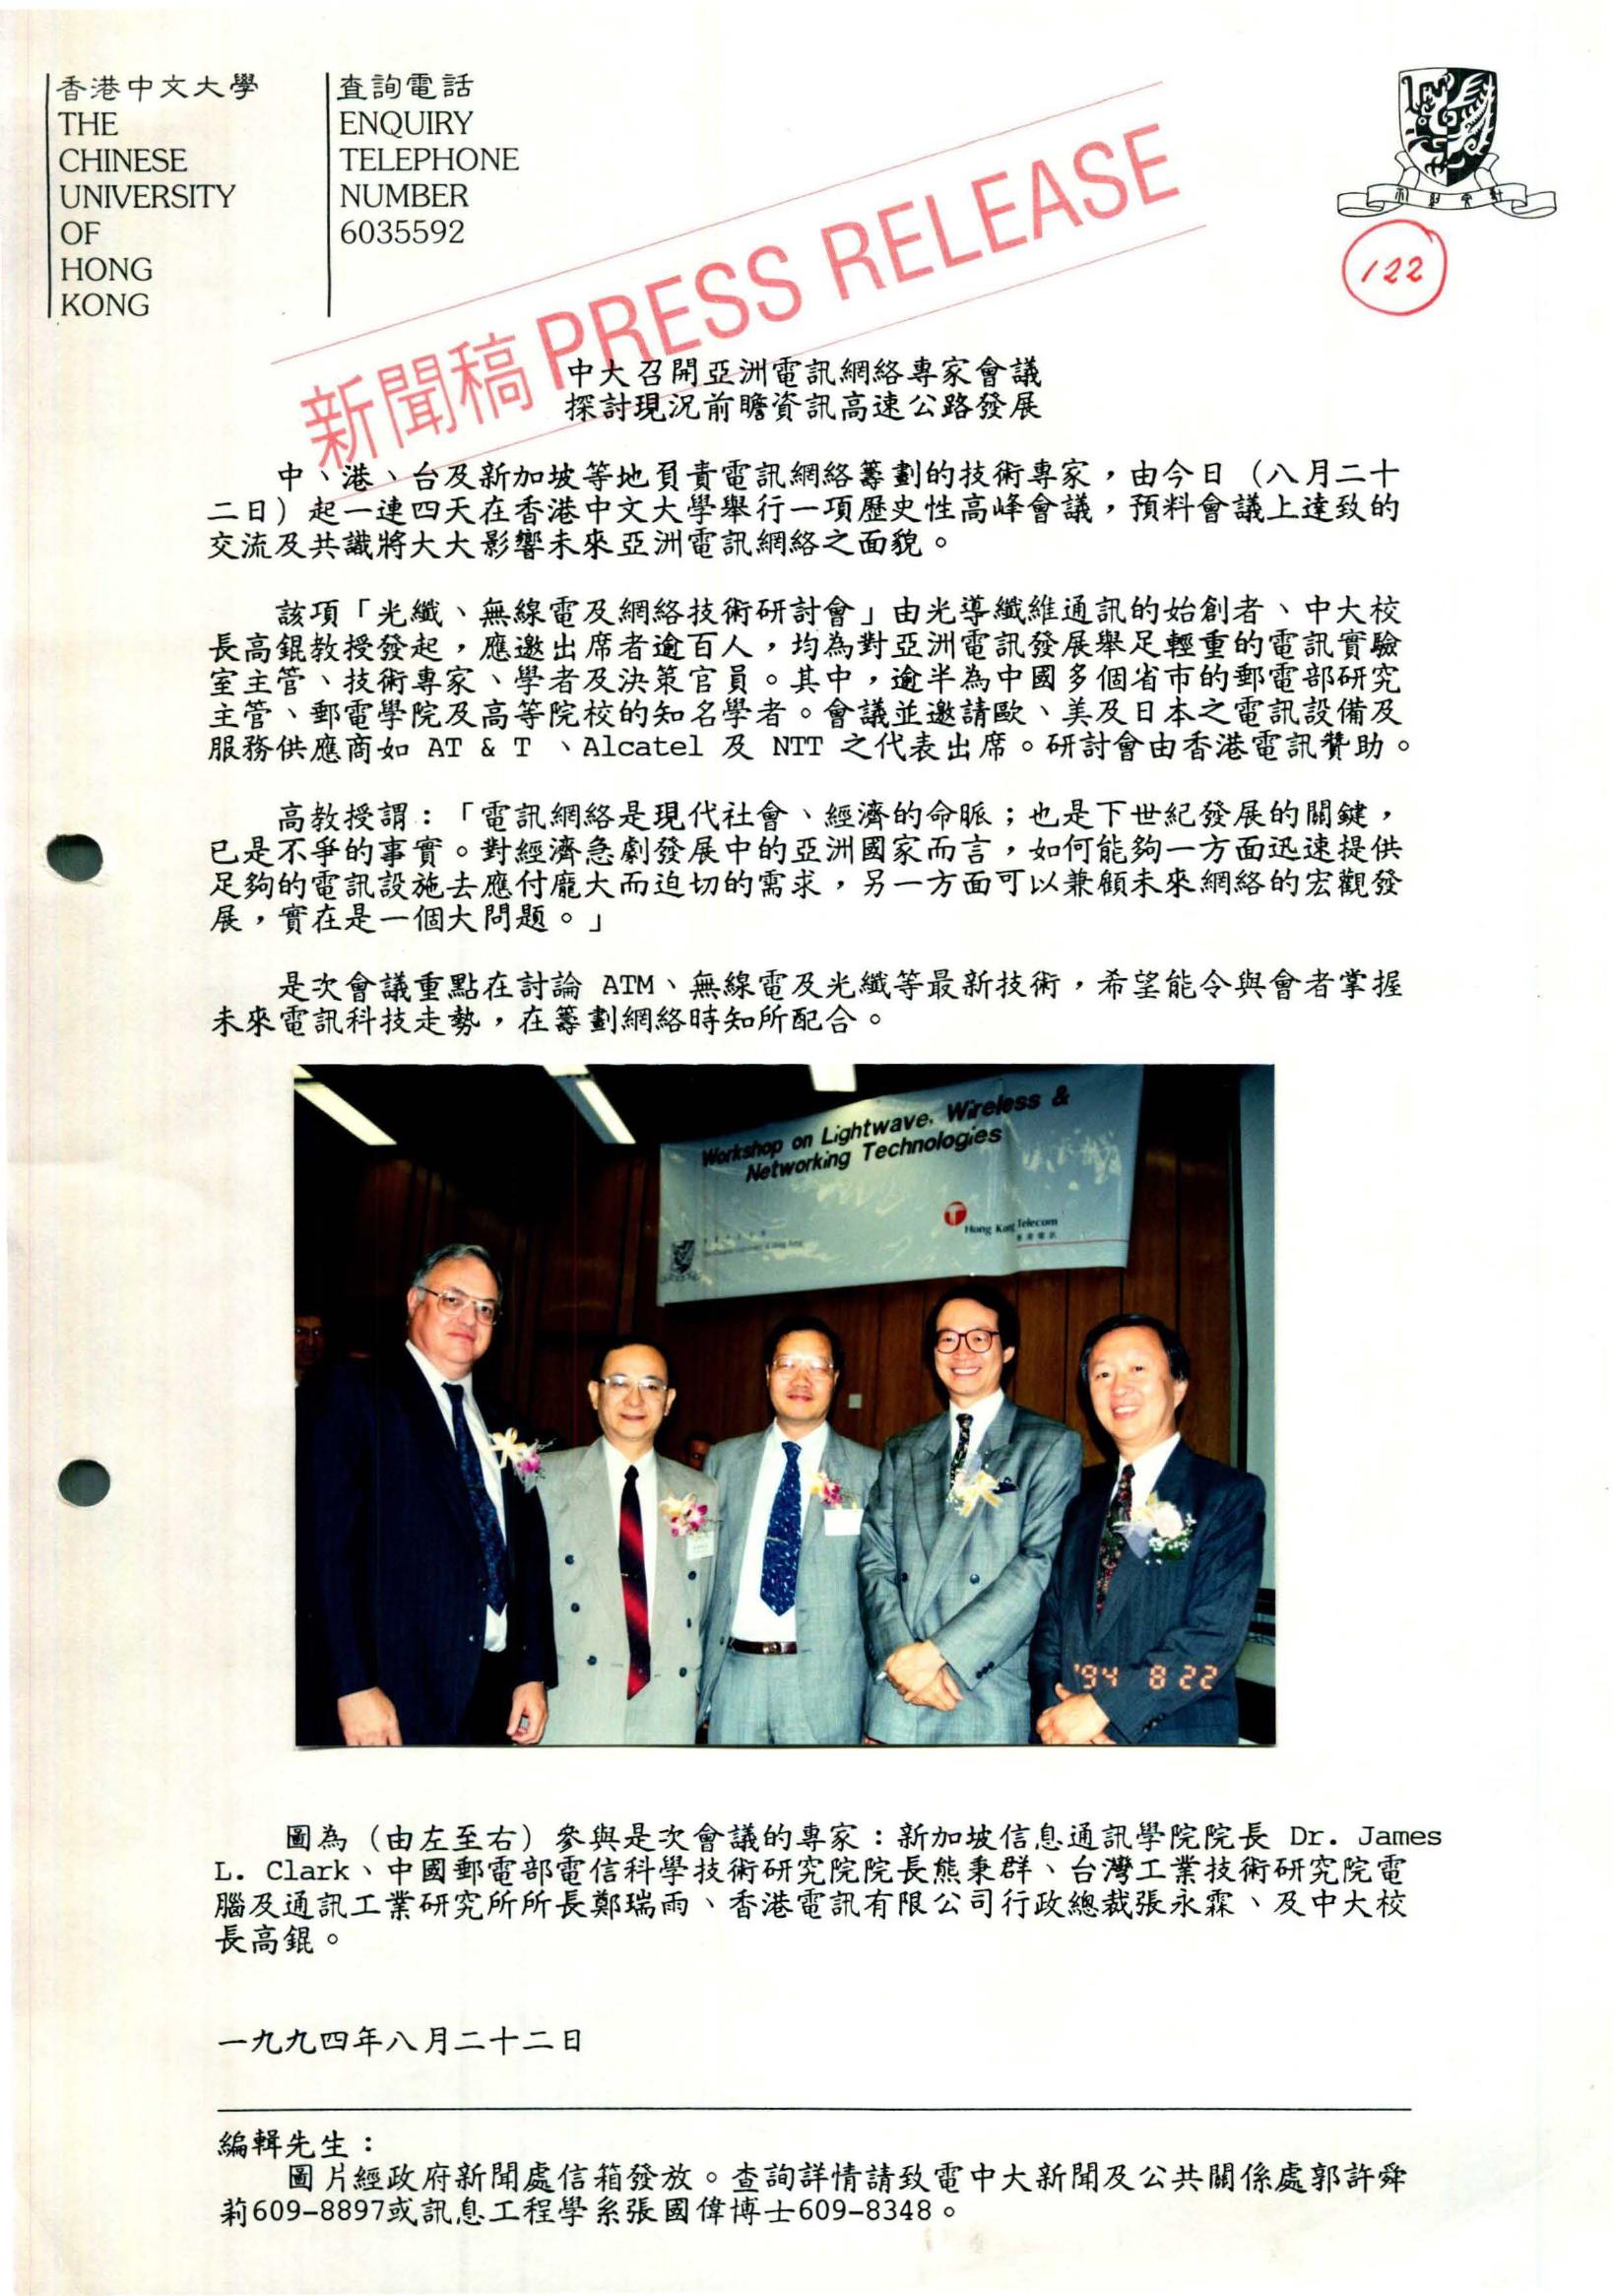 香港中文大學
THE
CHINESE
UNIVERSITY
OF
HONG
KONG
查詢電話
ENQUIRY
TELEPHONE
NUMBER
6035592
122
新聞稿 PRESS RELEASE
中大召開亞洲電訊網絡專家會議
探討現況前瞻資訊高速公路發展
中、港、台及新加坡等地負責電訊網絡籌劃的技術專家，由今日（八月二十
二日）起一連四天在香港中文大學舉行一項歷史性高峰會議，預料會議上達致的
交流及共識將大大影響未來亞洲電訊網絡之面貌。
該項「光纖、無線電及網絡技術研討會」由光導纖維通訊的始創者、中大校
長高錕教授發起，應邀出席者逾百人，均為對亞洲電訊發展舉足輕重的電訊實驗
室主管、技術專家、學者及決策官員。其中，逾半為中國多個省市的郵電部研究
主管、郵電學院及高等院校的知名學者。會議並邀請歐、美及日本之電訊設備及
服務供應商如 AT & T 、Alcatel 及 NTT 之代表出席。研討會由香港電訊贊助。
高教授謂：「電訊網絡是現代社會、經濟的命脈；也是下世紀發展的關鍵，
已是不爭的事實。對經濟急劇發展中的亞洲國家而言，如何能夠一方面迅速提供
足夠的電訊設施去應付龐大而迫切的需求，另一方面可以兼顧未來網絡的宏觀發
展，實在是一個大問題。」
是次會議重點在討論 ATM、無線電及光纖等最新技術，希望能令與會者掌握
未來電訊科技走勢，在籌劃網絡時知所配合。
Workshop on Lightwave, Wireless &
Networking Technologies
Hong Kong Telecom
香港電訊
'94 8 22
圖為（由左至右）參與是次會議的專家：新加坡信息通訊學院院長 Dr. James
L. Clark、中國郵電部電信科學技術研究院院長熊秉群、台灣工業技術研究院電
腦及通訊工業研究所所長鄭瑞雨、香港電訊有限公司行政總裁張永霖、及中大校
長高錕。
一九九四年八月二十二日
編輯先生：
圖片經政府新聞處信箱發放。查詢詳情請致電中大新聞及公共關係處郭許舜
莉609-8897或訊息工程學系張國偉博士609-8348。